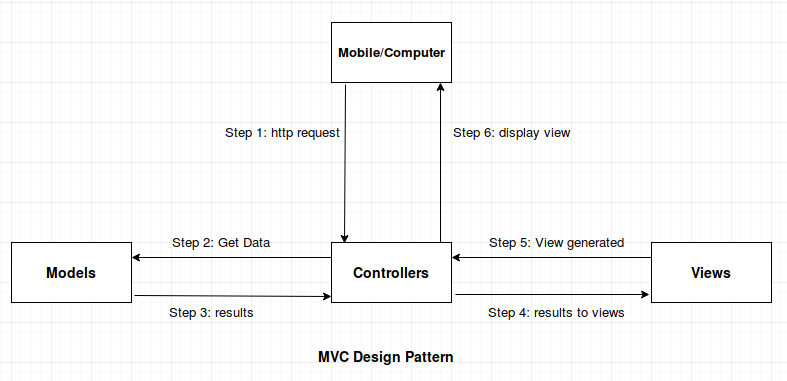 Mobile/Computer
Step 1: http request
Step 6: display view
Step 2: Get Data
Step 5: View generated
Models
Controllers
Views
Step 3: results
Step 4: results to views
MVC Design Pattern